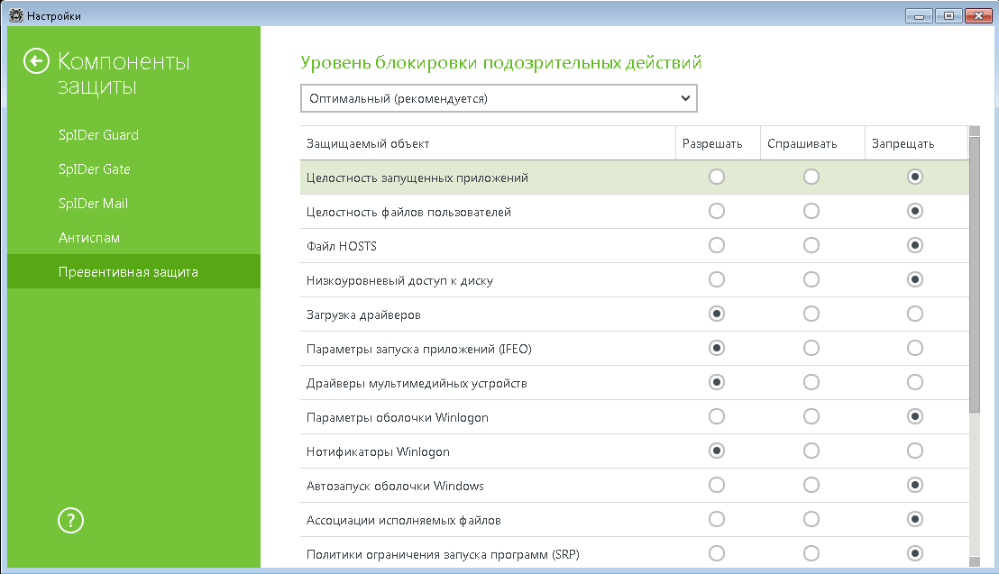 Настройки
Компоненты
защиты
SpIDer Guard
SpIDer Gate
SpIDer Mail
Антиспам
Превентивная защита
?
Уровень блокировки подозрительных действий
Оптимальный (рекомендуется)
Защищаемый объект Разрешать Спрашивать Запрещать
Целостность запущенных приложений
Целостность файлов пользователей
Файл HOSTS
Низкоуровневый доступ к диску
Загрузка драйверов
Параметры запуска приложений (IFEO)
Драйверы мультимедийных устройств
Параметры оболочки Winlogon
Нотификаторы Winlogon
Автозапуск оболочки Windows
Ассоциации исполняемых файлов
Политики ограничения запуска программ (SRP)